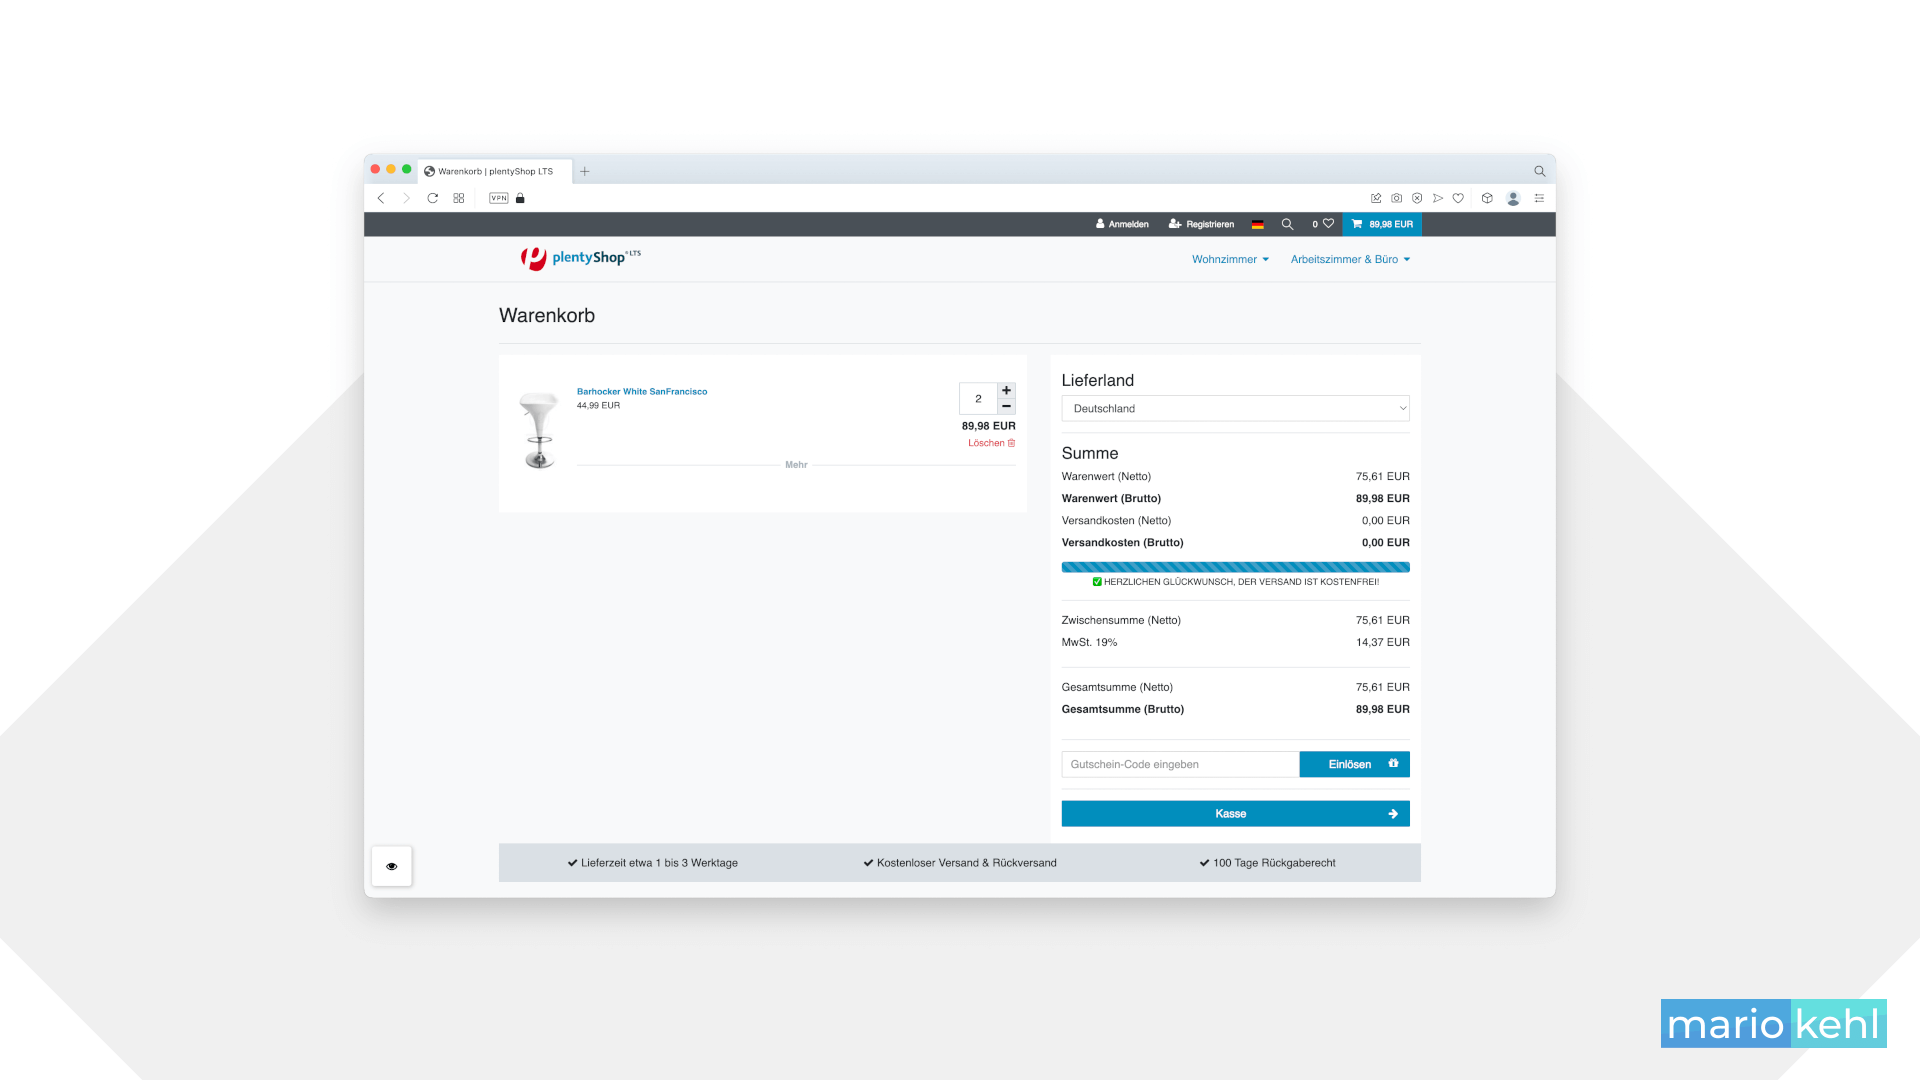 Warenkorb | plentyShop LTS
VPN
Anmelden
Registrieren
0
89,98 EUR
plentyShop®LTS
Wohnzimmer
Arbeitszimmer & Büro
Warenkorb
Barhocker White SanFrancisco
44,99 EUR
2
89,98 EUR
Löschen
Mehr
Lieferland
Deutschland
Summe
Warenwert (Netto) 75,61 EUR
Warenwert (Brutto) 89,98 EUR
Versandkosten (Netto) 0,00 EUR
Versandkosten (Brutto) 0,00 EUR
✅ HERZLICHEN GLÜCKWUNSCH, DER VERSAND IST KOSTENFREI!
Zwischensumme (Netto) 75,61 EUR
MwSt. 19% 14,37 EUR
Gesamtsumme (Netto) 75,61 EUR
Gesamtsumme (Brutto) 89,98 EUR
Gutschein-Code eingeben
Einlösen
Kasse
Lieferzeit etwa 1 bis 3 Werktage
Kostenloser Versand & Rückversand
100 Tage Rückgaberecht
mario kehl